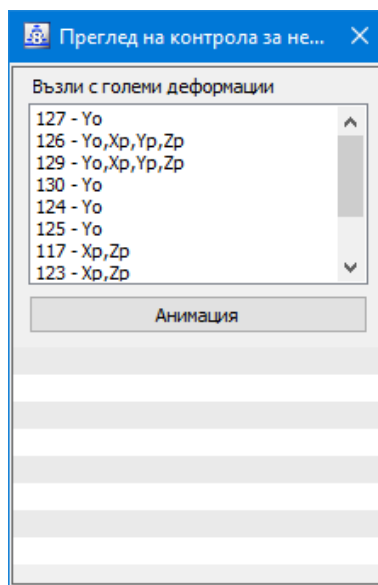 Преглед на контрола за не...
Възли с големи деформации
127 - Yo
126 - Yo,Xp,Yp,Zp
129 - Yo,Xp,Yp,Zp
130 - Yo
124 - Yo
125 - Yo
117 - Xp,Zp
123 - Xp,Zp
Анимация